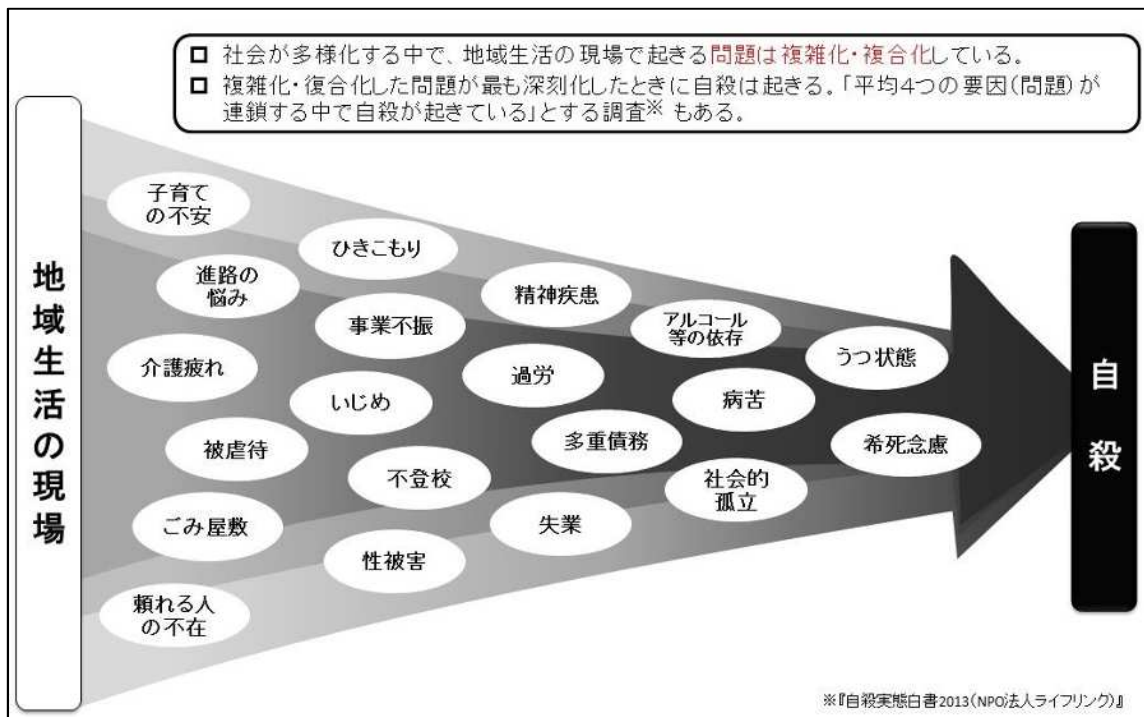 □ 社会が多様化する中で、地域生活の現場で起きる問題は複雑化・複合化している。
□ 複雑化・復合化した問題が最も深刻化したときに自殺は起きる。「平均4つの要因(問題)が
連鎖する中で自殺が起きている」とする調査※ もある。
地域生活の現場
子育て
の不安
ひきこもり
進路の
悩み
精神疾患
事業不振
アルコール
等の依存
うつ状態
介護疲れ
過労
いじめ
病苦
被虐待
多重債務
希死念慮
不登校
社会的
孤立
ごみ屋敷
失業
性被害
頼れる人
の不在
自殺
※『自殺実態白書2013(NPO法人ライフリンク)』